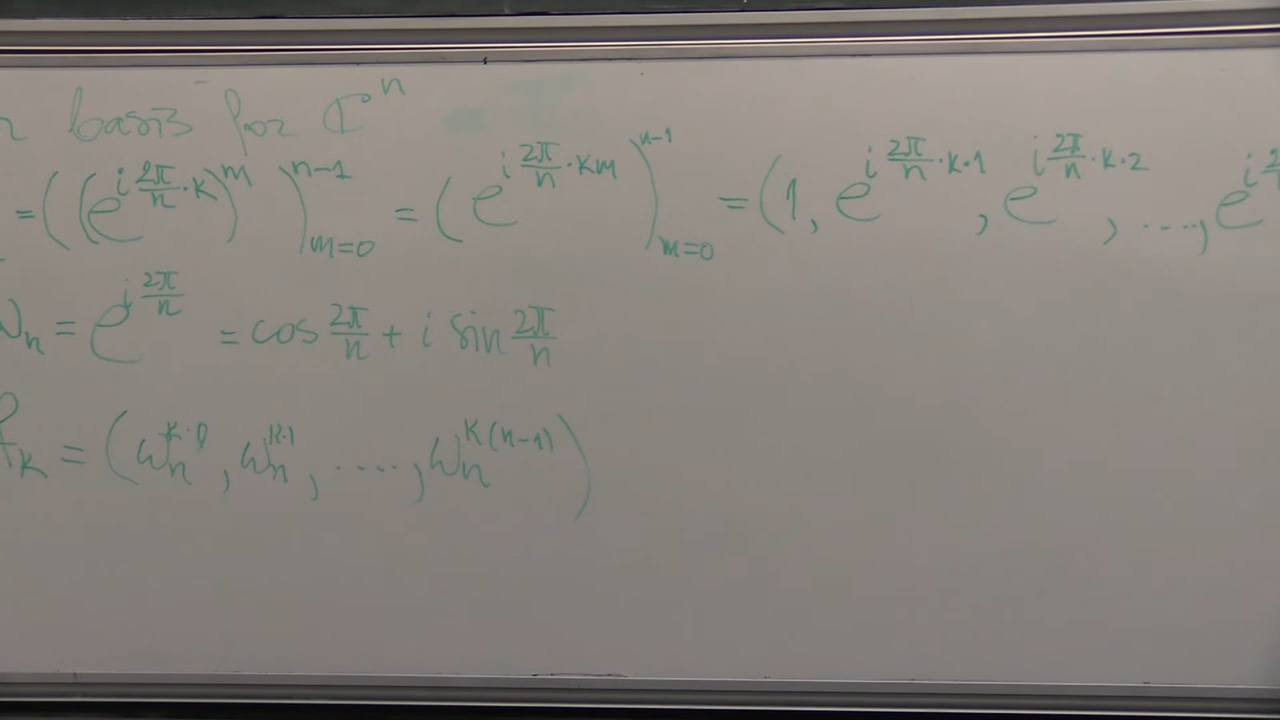 basis for ℂⁿ
= ((e^{i 2π/n · k})^m)_{m=0}^{n-1} = (e^{i 2π/n · km})_{m=0}^{n-1} = (1, e^{i 2π/n · k·1}, e^{i 2π/n · k·2}, ...., e^{i
ω_n = e^{i 2π/n} = cos 2π/n + i sin 2π/n
f_k = (ω_n^{k·0}, ω_n^{k·1}, ...., ω_n^{k(n-1)})